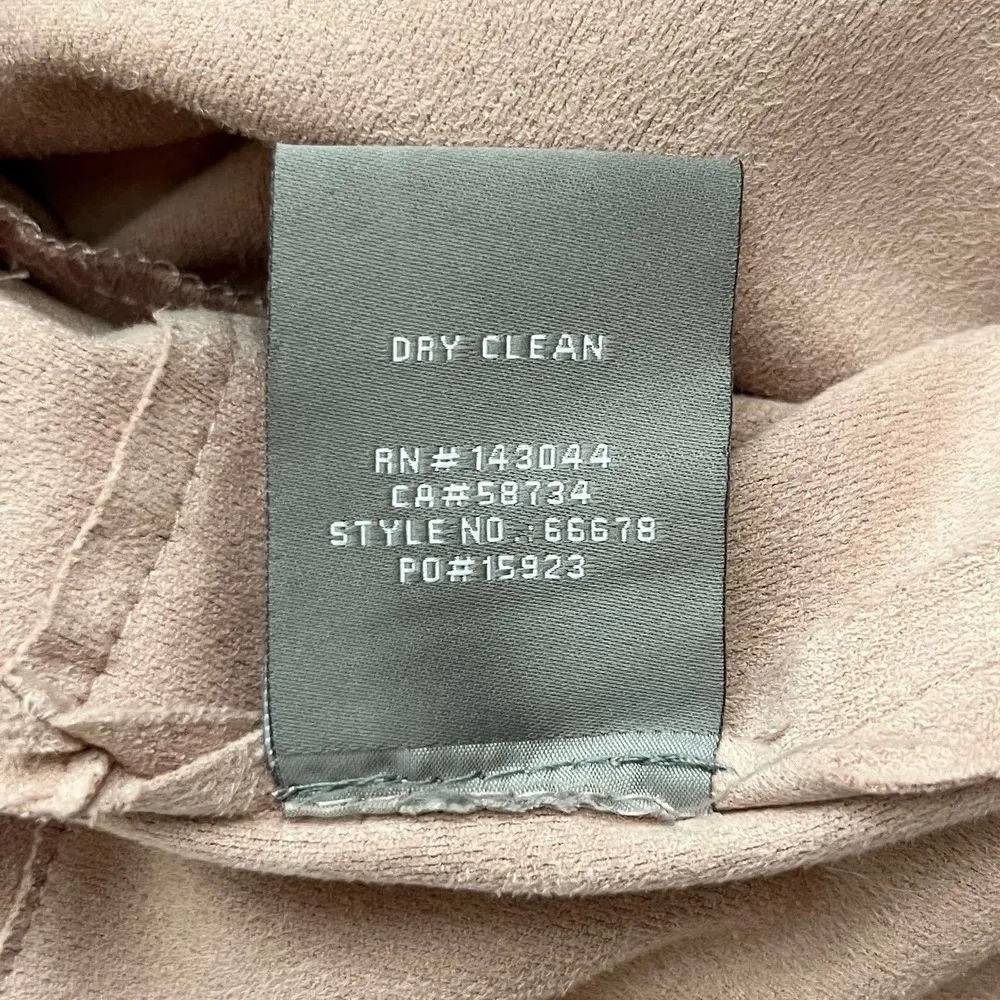 DRY CLEAN
RN#143044
CA#58734
STYLE NO.:66678
PO#15923